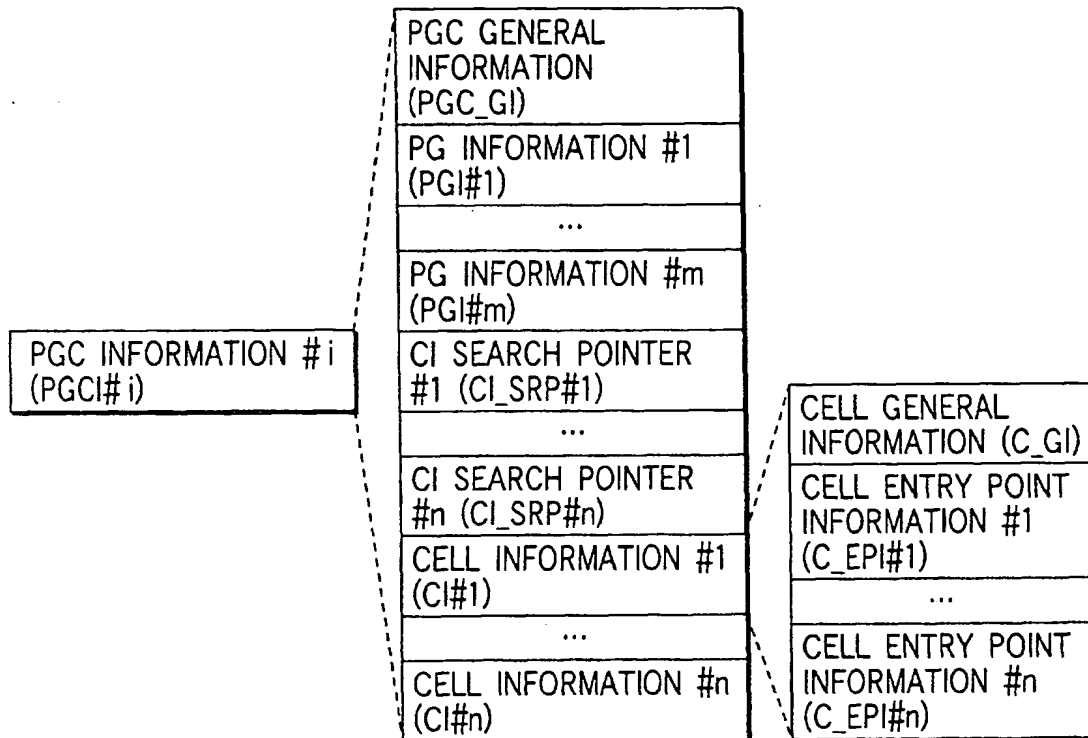 PGC INFORMATION #i
(PGCI#i)
PGC GENERAL
INFORMATION
(PGC_GI)
PG INFORMATION #1
(PGI#1)
...
PG INFORMATION #m
(PGI#m)
CI SEARCH POINTER
#1 (CI_SRP#1)
...
CI SEARCH POINTER
#n (CI_SRP#n)
CELL INFORMATION #1
(CI#1)
...
CELL INFORMATION #n
(CI#n)
CELL GENERAL
INFORMATION (C_GI)
CELL ENTRY POINT
INFORMATION #1
(C_EPI#1)
...
CELL ENTRY POINT
INFORMATION #n
(C_EPI#n)